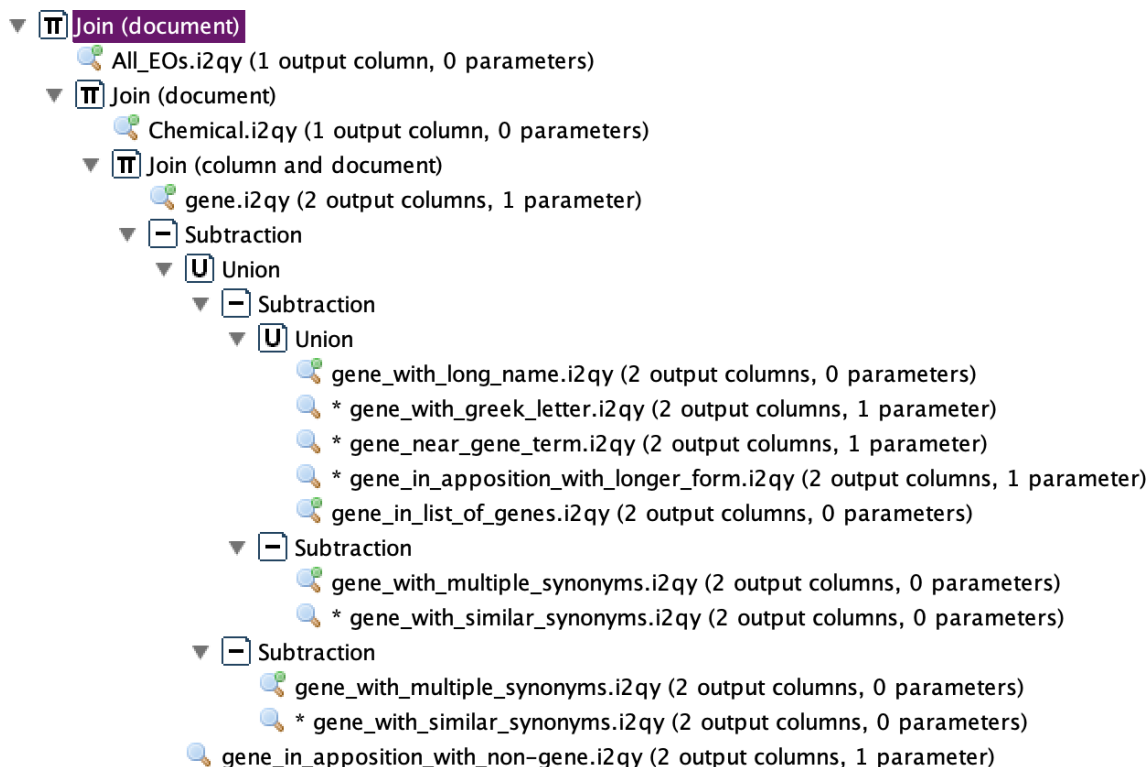 Join (document)
All_EOs.i2qy (1 output column, 0 parameters)
Join (document)
Chemical.i2qy (1 output column, 0 parameters)
Join (column and document)
gene.i2qy (2 output columns, 1 parameter)
Subtraction
U Union
Subtraction
U Union
gene_with_long_name.i2qy (2 output columns, 0 parameters)
* gene_with_greek_letter.i2qy (2 output columns, 1 parameter)
* gene_near_gene_term.i2qy (2 output columns, 1 parameter)
* gene_in_apposition_with_longer_form.i2qy (2 output columns, 1 parameter)
gene_in_list_of_genes.i2qy (2 output columns, 0 parameters)
Subtraction
gene_with_multiple_synonyms.i2qy (2 output columns, 0 parameters)
* gene_with_similar_synonyms.i2qy (2 output columns, 0 parameters)
Subtraction
gene_with_multiple_synonyms.i2qy (2 output columns, 0 parameters)
* gene_with_similar_synonyms.i2qy (2 output columns, 0 parameters)
gene_in_apposition_with_non-gene.i2qy (2 output columns, 1 parameter)